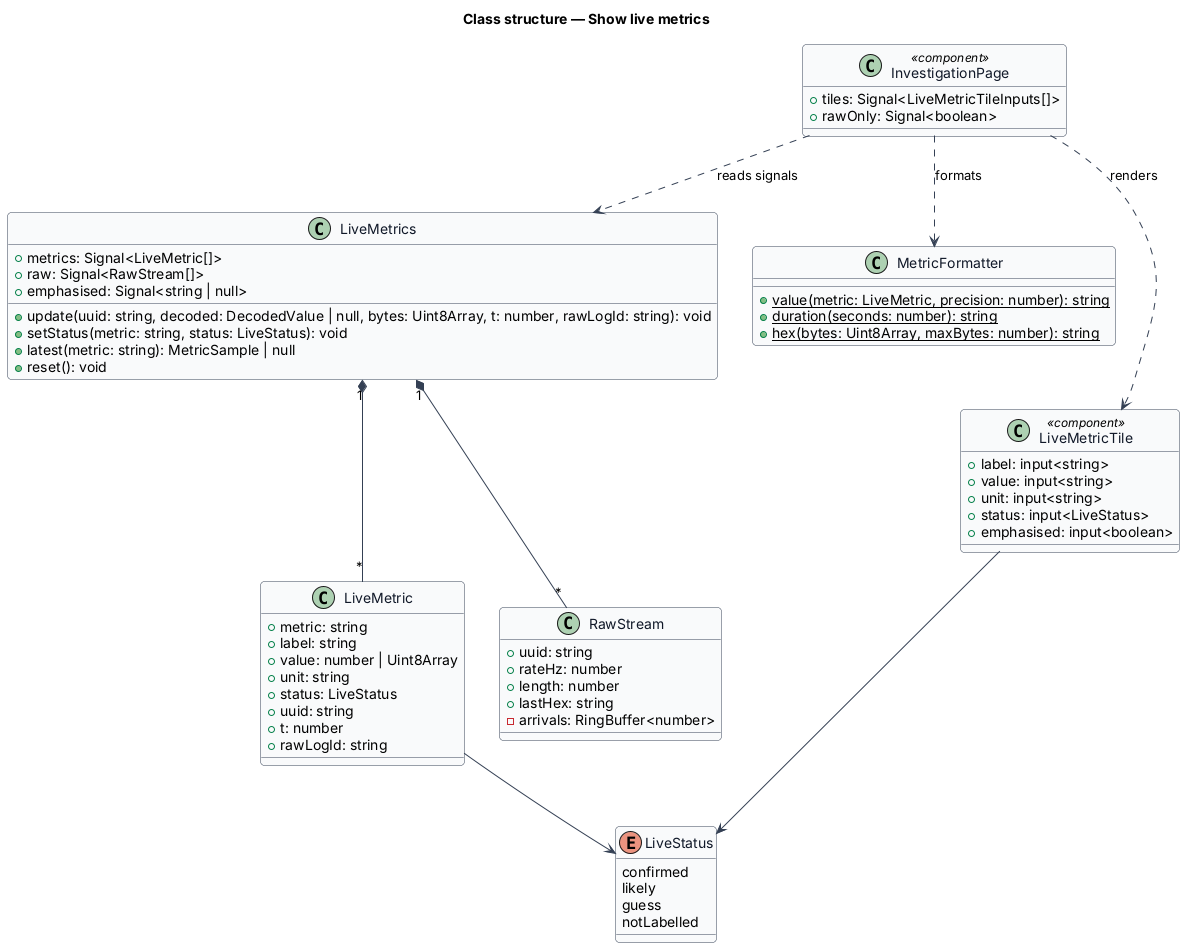 Class structure — Show live metrics
C
«component»
InvestigationPage
tiles: Signal<LiveMetricTileInputs[]>
rawOnly: Signal<boolean>
reads signals
formats
renders
C
LiveMetrics
metrics: Signal<LiveMetric[]>
raw: Signal<RawStream[]>
emphasised: Signal<string | null>
update(uuid: string, decoded: DecodedValue | null, bytes: Uint8Array, t: number, rawLogId: string): void
setStatus(metric: string, status: LiveStatus): void
latest(metric: string): MetricSample | null
reset(): void
C
MetricFormatter
value(metric: LiveMetric, precision: number): string
duration(seconds: number): string
hex(bytes: Uint8Array, maxBytes: number): string
1
1
C
«component»
LiveMetricTile
label: input<string>
value: input<string>
unit: input<string>
status: input<LiveStatus>
emphasised: input<boolean>
*
*
C
LiveMetric
metric: string
label: string
value: number | Uint8Array
unit: string
status: LiveStatus
uuid: string
t: number
rawLogId: string
C
RawStream
uuid: string
rateHz: number
length: number
lastHex: string
arrivals: RingBuffer<number>
E
LiveStatus
confirmed
likely
guess
notLabelled